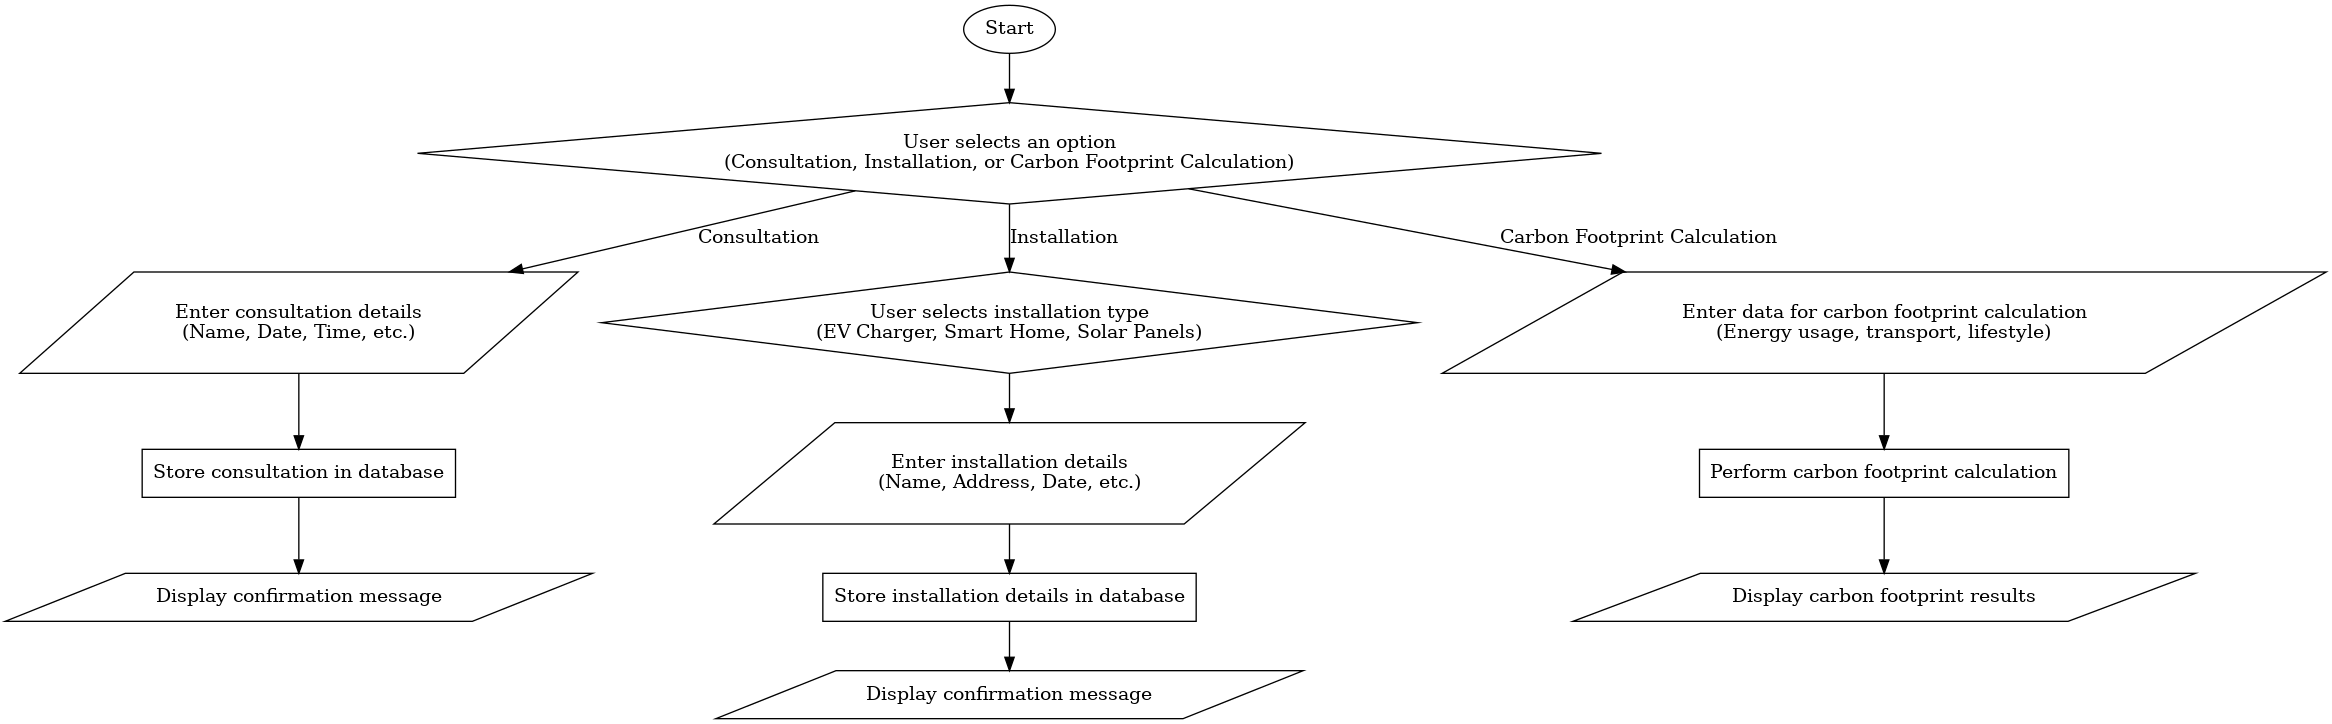 Start
User selects an option
(Consultation, Installation, or Carbon Footprint Calculation)
Consultation
Installation
Carbon Footprint Calculation
Enter consultation details
(Name, Date, Time, etc.)
User selects installation type
(EV Charger, Smart Home, Solar Panels)
Enter data for carbon footprint calculation
(Energy usage, transport, lifestyle)
Store consultation in database
Enter installation details
(Name, Address, Date, etc.)
Perform carbon footprint calculation
Display confirmation message
Store installation details in database
Display carbon footprint results
Display confirmation message